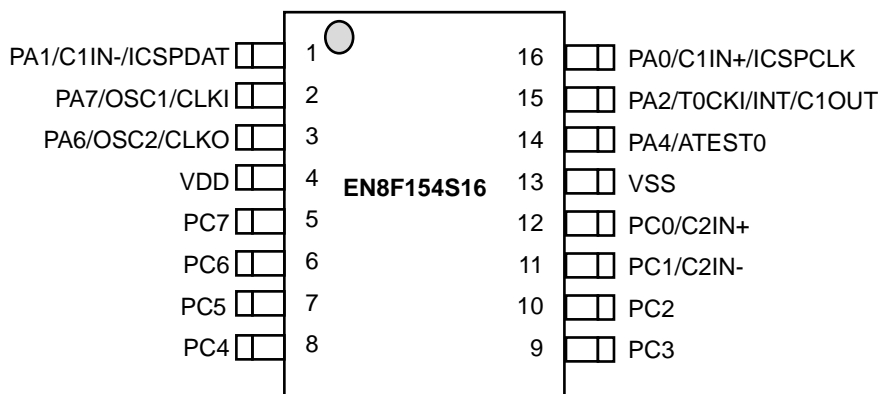 PA1/C1IN-/ICSPDAT 1 16 PA0/C1IN+/ICSPCLK
PA7/OSC1/CLKI 2 15 PA2/T0CKI/INT/C1OUT
PA6/OSC2/CLKO 3 14 PA4/ATEST0
VDD 4 EN8F154S16 13 VSS
PC7 5 12 PC0/C2IN+
PC6 6 11 PC1/C2IN-
PC5 7 10 PC2
PC4 8 9 PC3